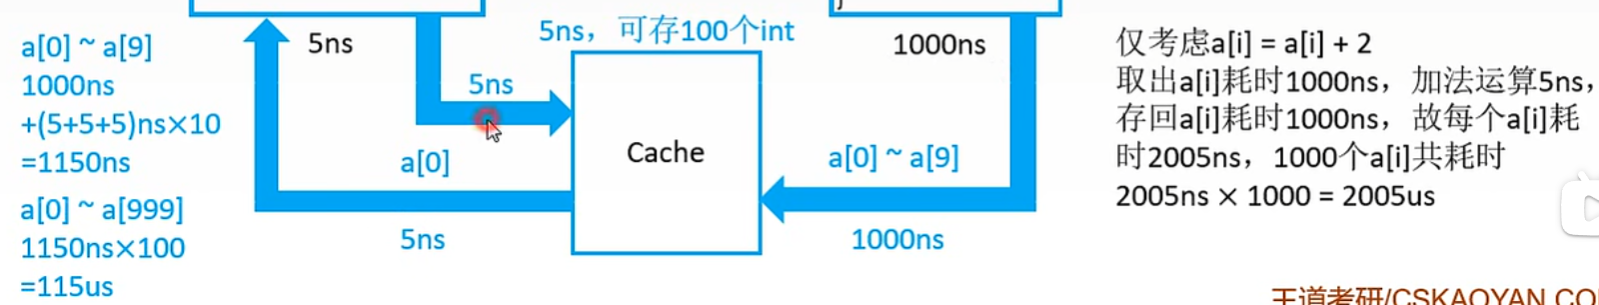 a[0] ~ a[9]
1000ns
+(5+5+5)ns×10
=1150ns
a[0] ~ a[999]
1150ns×100
=115us
5ns
5ns，可存100个int
5ns
a[0]
5ns
Cache
1000ns
a[0] ~ a[9]
1000ns
仅考虑a[i] = a[i] + 2
取出a[i]耗时1000ns，加法运算5ns，
存回a[i]耗时1000ns，故每个a[i]耗
时2005ns，1000个a[i]共耗时
2005ns × 1000 = 2005us
王道考研/CSKAOYAN.CO